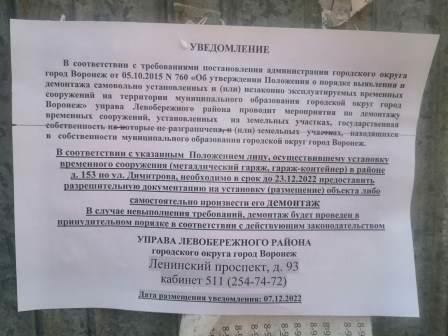 УВЕДОМЛЕНИЕ
В соответствии с требованиями постановления администрации городского округа
город Воронеж от 05.10.2015 N 760 «Об утверждении Положения о порядке выявления и
демонтажа самовольно установленных и (или) незаконно эксплуатируемых временных
сооружений на территории муниципального образования городской округ город
Воронеж» управа Левобережного района проводит мероприятия по демонтажу
временных сооружений, установленных на земельных участках, государственная
собственность на которые не разграничена, и (или) земельных участках, находящихся
в собственности муниципального образования городской округ город Воронеж.
В соответствии с указанным Положением лицу, осуществившему установку
временного сооружения (металлический гараж, гараж-контейнер) в районе
д. 153 по ул. Димитрова, необходимо в срок до 23.12.2022 предоставить
разрешительную документацию на установку (размещение) объекта либо
самостоятельно произвести его демонтаж
В случае невыполнения требований, демонтаж будет проведен в
принудительном порядке в соответствии с действующим законодательством
УПРАВА ЛЕВОБЕРЕЖНОГО РАЙОНА
городского округа город Воронеж
Ленинский проспект, д. 93
кабинет 511 (254-74-72)
Дата размещения уведомления: 07.12.2022